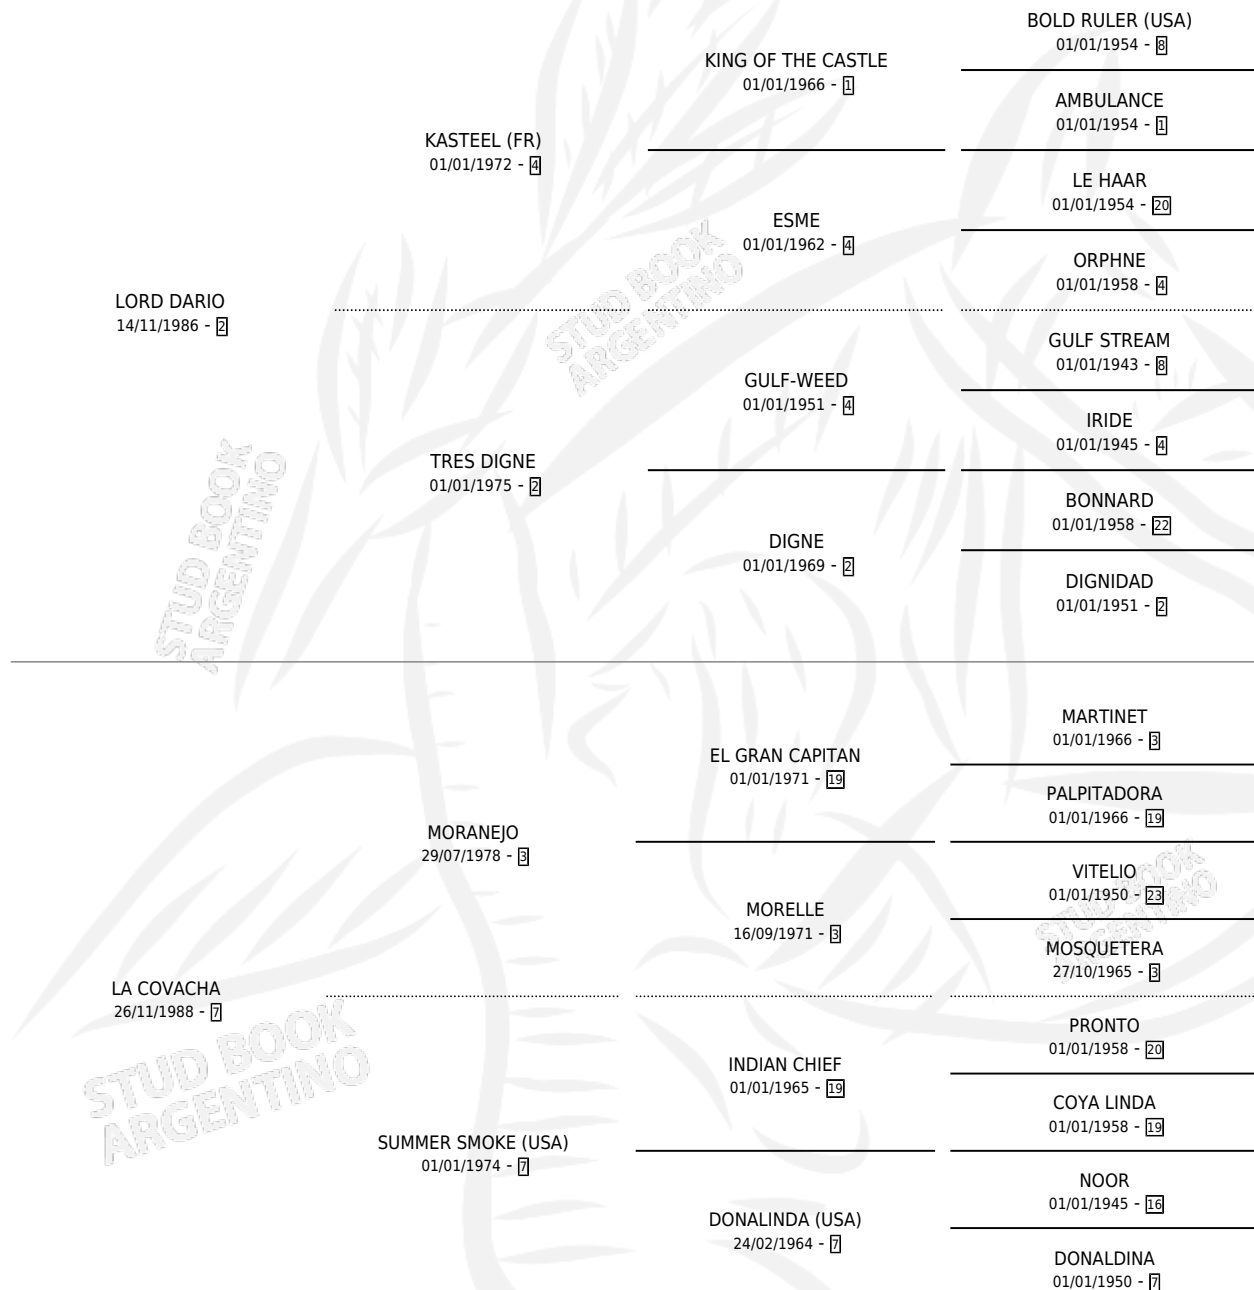 BOLD RULER (USA)
01/01/1954 - 8
KING OF THE CASTLE
01/01/1966 - 1
AMBULANCE
01/01/1954 - 1
KASTEEL (FR)
01/01/1972 - 4
LE HAAR
01/01/1954 - 20
ESME
01/01/1962 - 4
ORPHNE
01/01/1958 - 4
LORD DARIO
14/11/1986 - 2
GULF STREAM
01/01/1943 - 8
GULF-WEED
01/01/1951 - 4
IRIDE
01/01/1945 - 4
TRES DIGNE
01/01/1975 - 2
BONNARD
01/01/1958 - 22
DIGNE
01/01/1969 - 2
DIGNIDAD
01/01/1951 - 2
MARTINET
01/01/1966 - 3
EL GRAN CAPITAN
01/01/1971 - 19
PALPITADORA
01/01/1966 - 19
MORANEJO
29/07/1978 - 3
VITELIO
01/01/1950 - 23
MORELLE
16/09/1971 - 3
MOSQUETERA
27/10/1965 - 3
LA COVACHA
26/11/1988 - 7
PRONTO
01/01/1958 - 20
INDIAN CHIEF
01/01/1965 - 19
COYA LINDA
01/01/1958 - 19
SUMMER SMOKE (USA)
01/01/1974 - 7
NOOR
01/01/1945 - 16
DONALINDA (USA)
24/02/1964 - 7
DONALDINA
01/01/1950 - 7
STUD BOOK
ARGENTINO
STUD BOOK
ARGENTINO
STUD BOOK
ARGENTINO
STUD BOOK
ARGENTINO